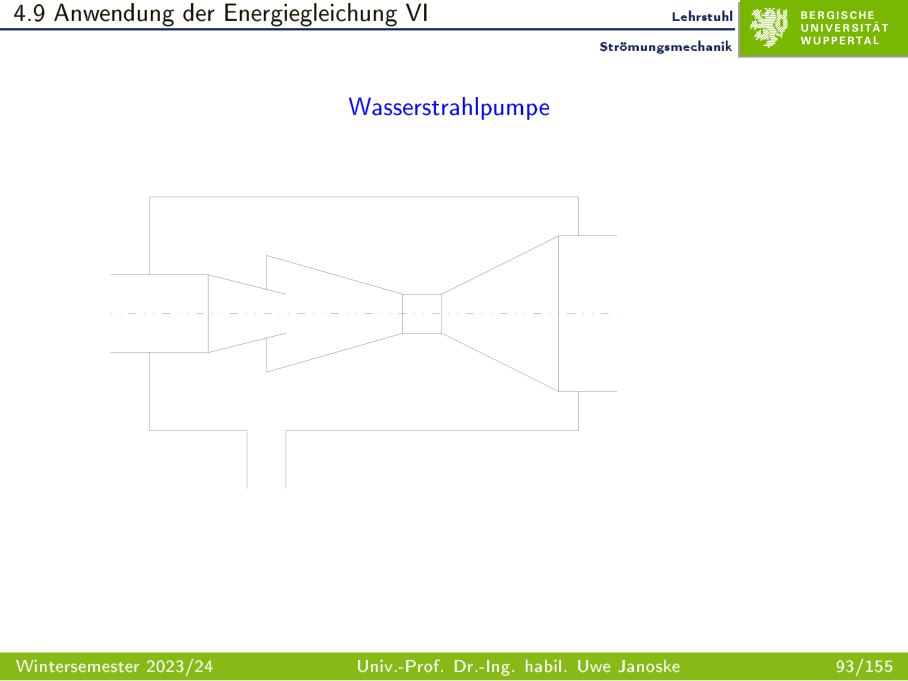 4.9 Anwendung der Energiegleichung VI
Lehrstuhl
Strömungsmechanik
BERGISCHE
UNIVERSITÄT
WUPPERTAL
Wasserstrahlpumpe
Wintersemester 2023/24
Univ.-Prof. Dr.-Ing. habil. Uwe Janoske
93/155